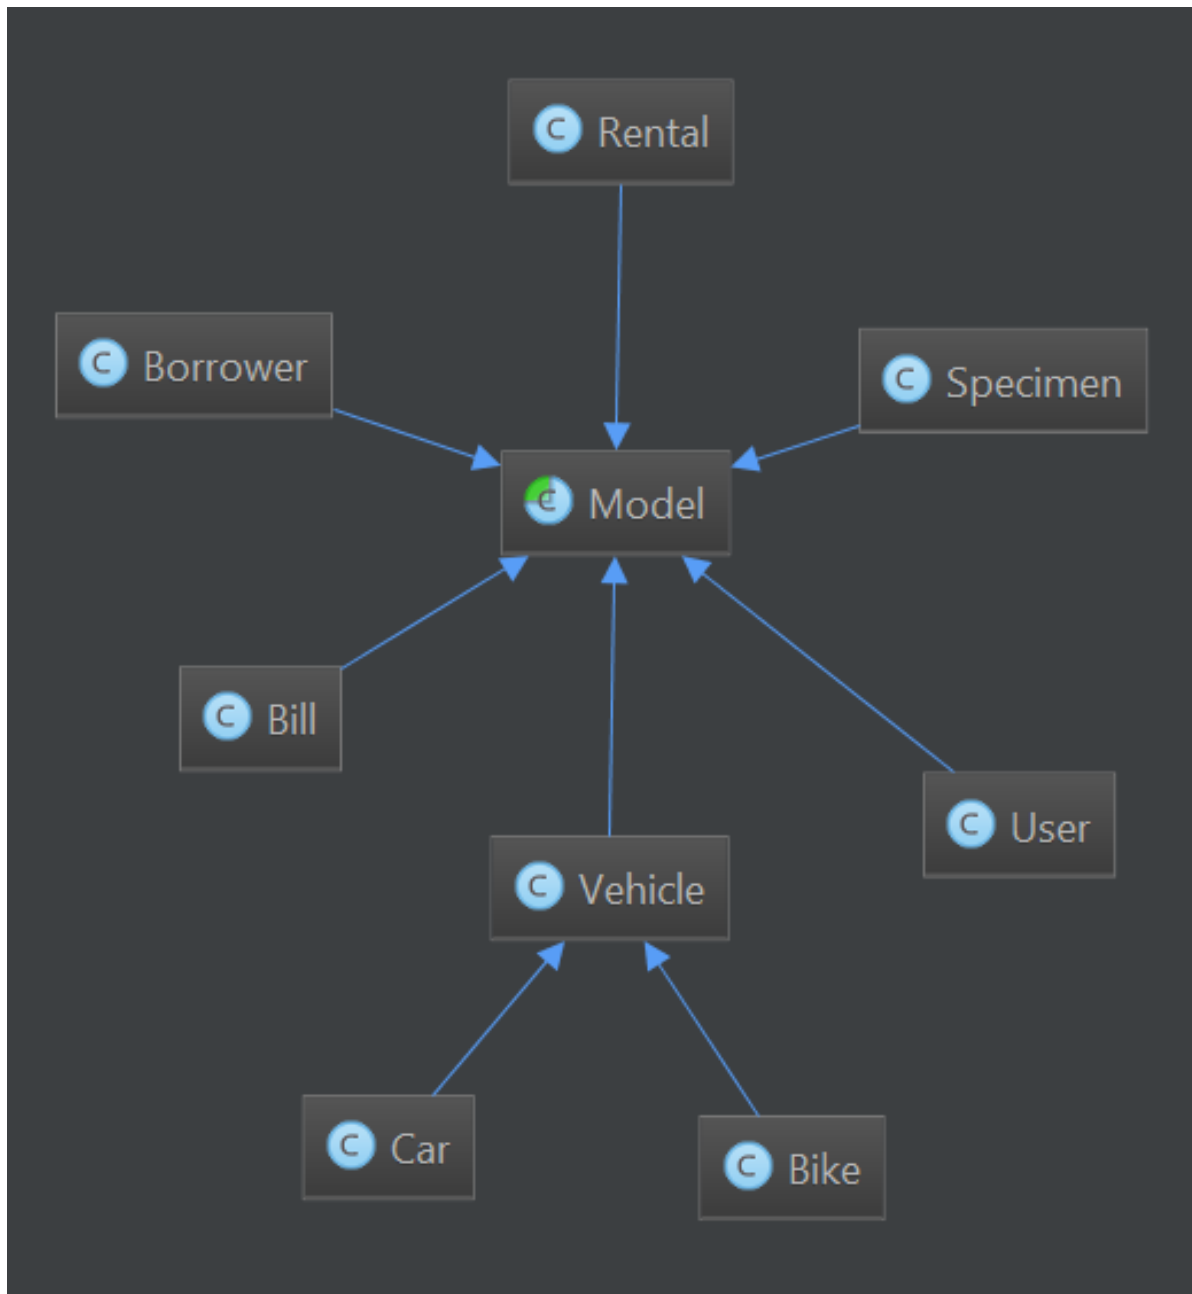 C Rental
C Borrower
C Specimen
C Model
C Bill
C User
C Vehicle
C Car
C Bike